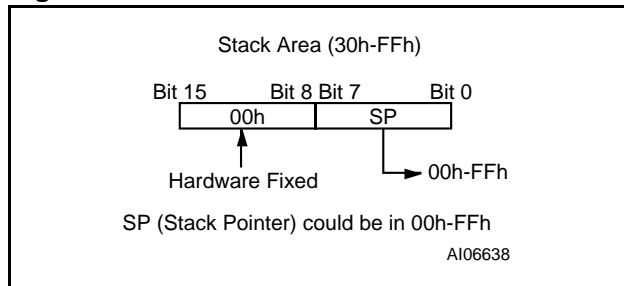 Stack Area (30h-FFh)
Bit 15 Bit 8 Bit 7 Bit 0
00h SP
Hardware Fixed 00h-FFh
SP (Stack Pointer) could be in 00h-FFh
AI06638